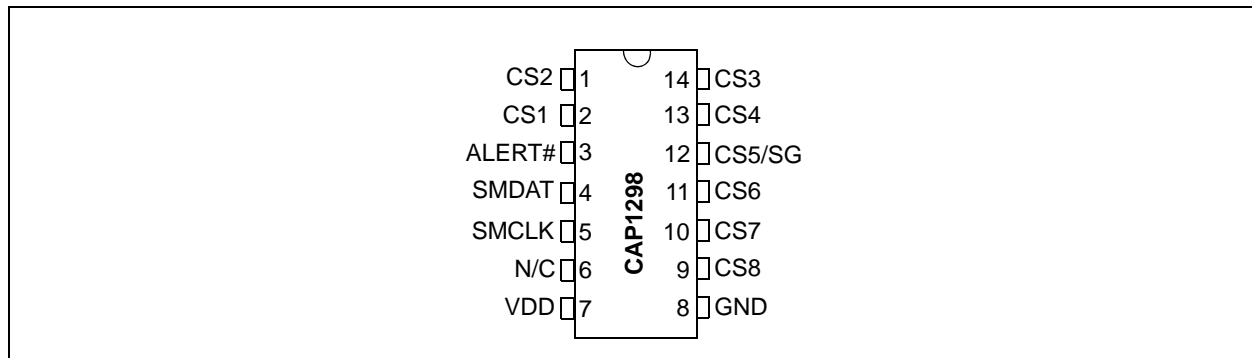 CS2 1 14 CS3
CS1 2 13 CS4
ALERT# 3 12 CS5/SG
SMDAT 4 11 CS6
SMCLK 5 10 CS7
N/C 6 9 CS8
VDD 7 8 GND
CAP1298